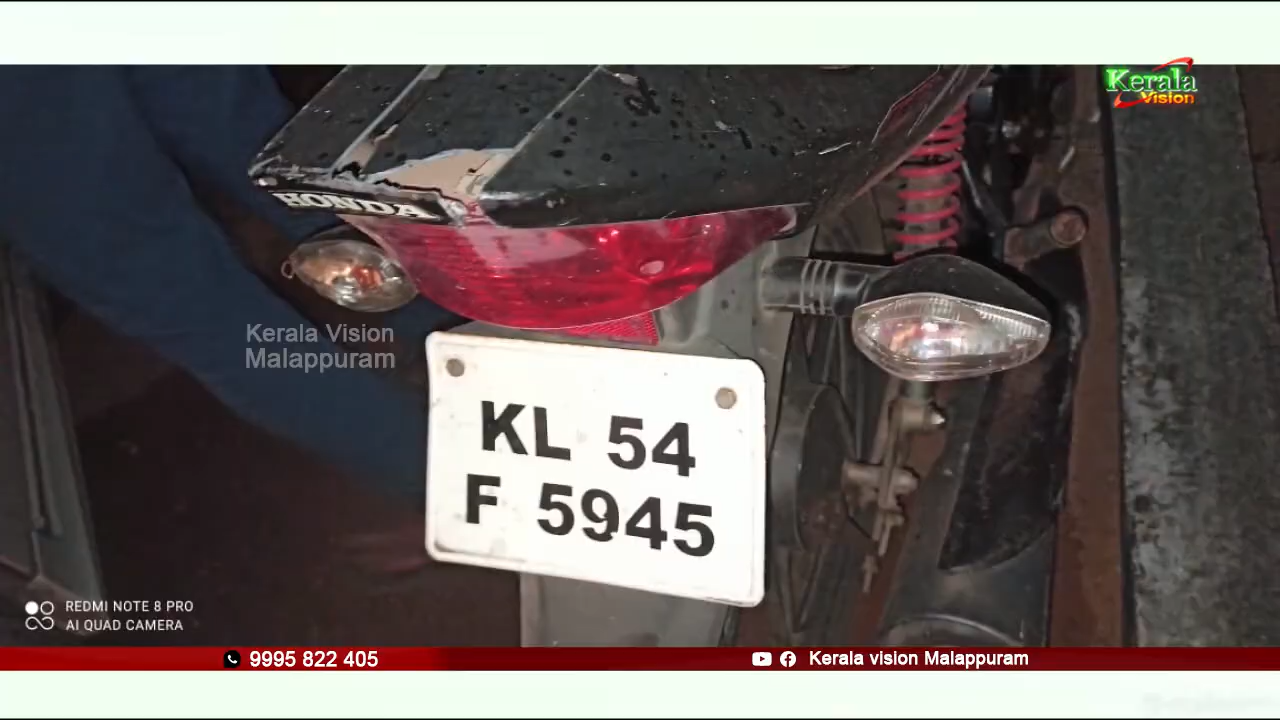 Kerala
Vision
HONDA
Kerala Vision
Malappuram
KL 54
F 5945
REDMI NOTE 8 PRO
AI QUAD CAMERA
9995 822 405
Kerala vision Malappuram